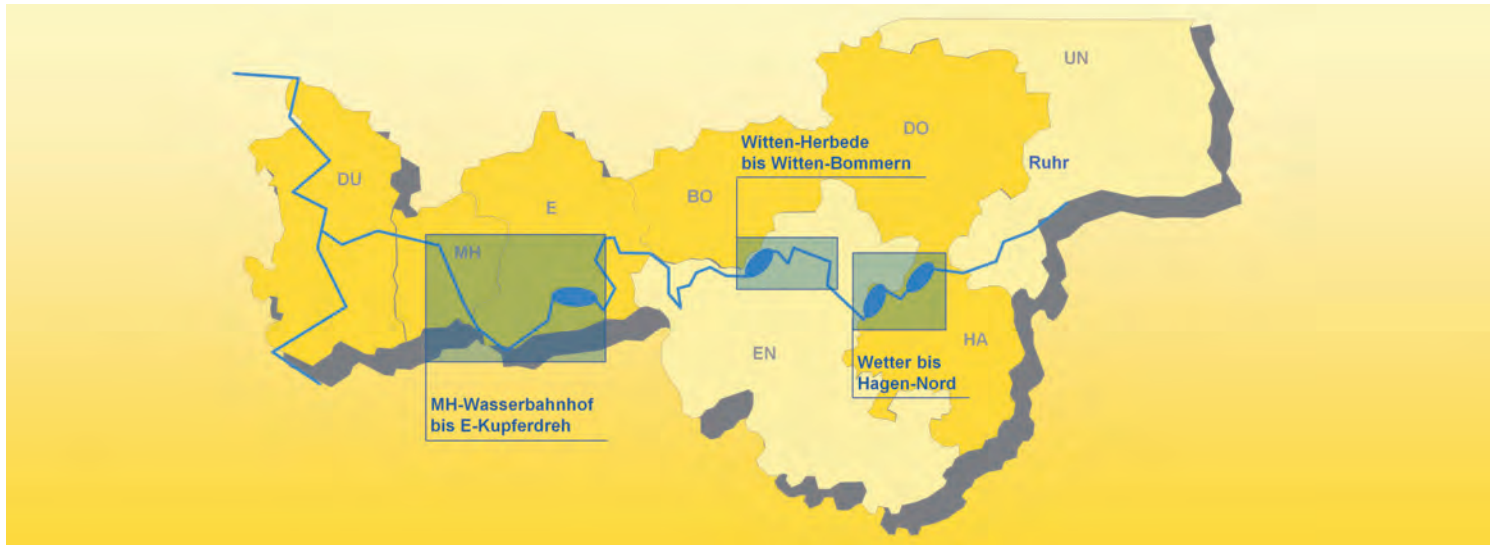 UN
DO
Witten-Herbede
bis Witten-Bommern
Ruhr
DU
BO
E
MH
EN
HA
Wetter bis
Hagen-Nord
MH-Wasserbahnhof
bis E-Kupferdreh